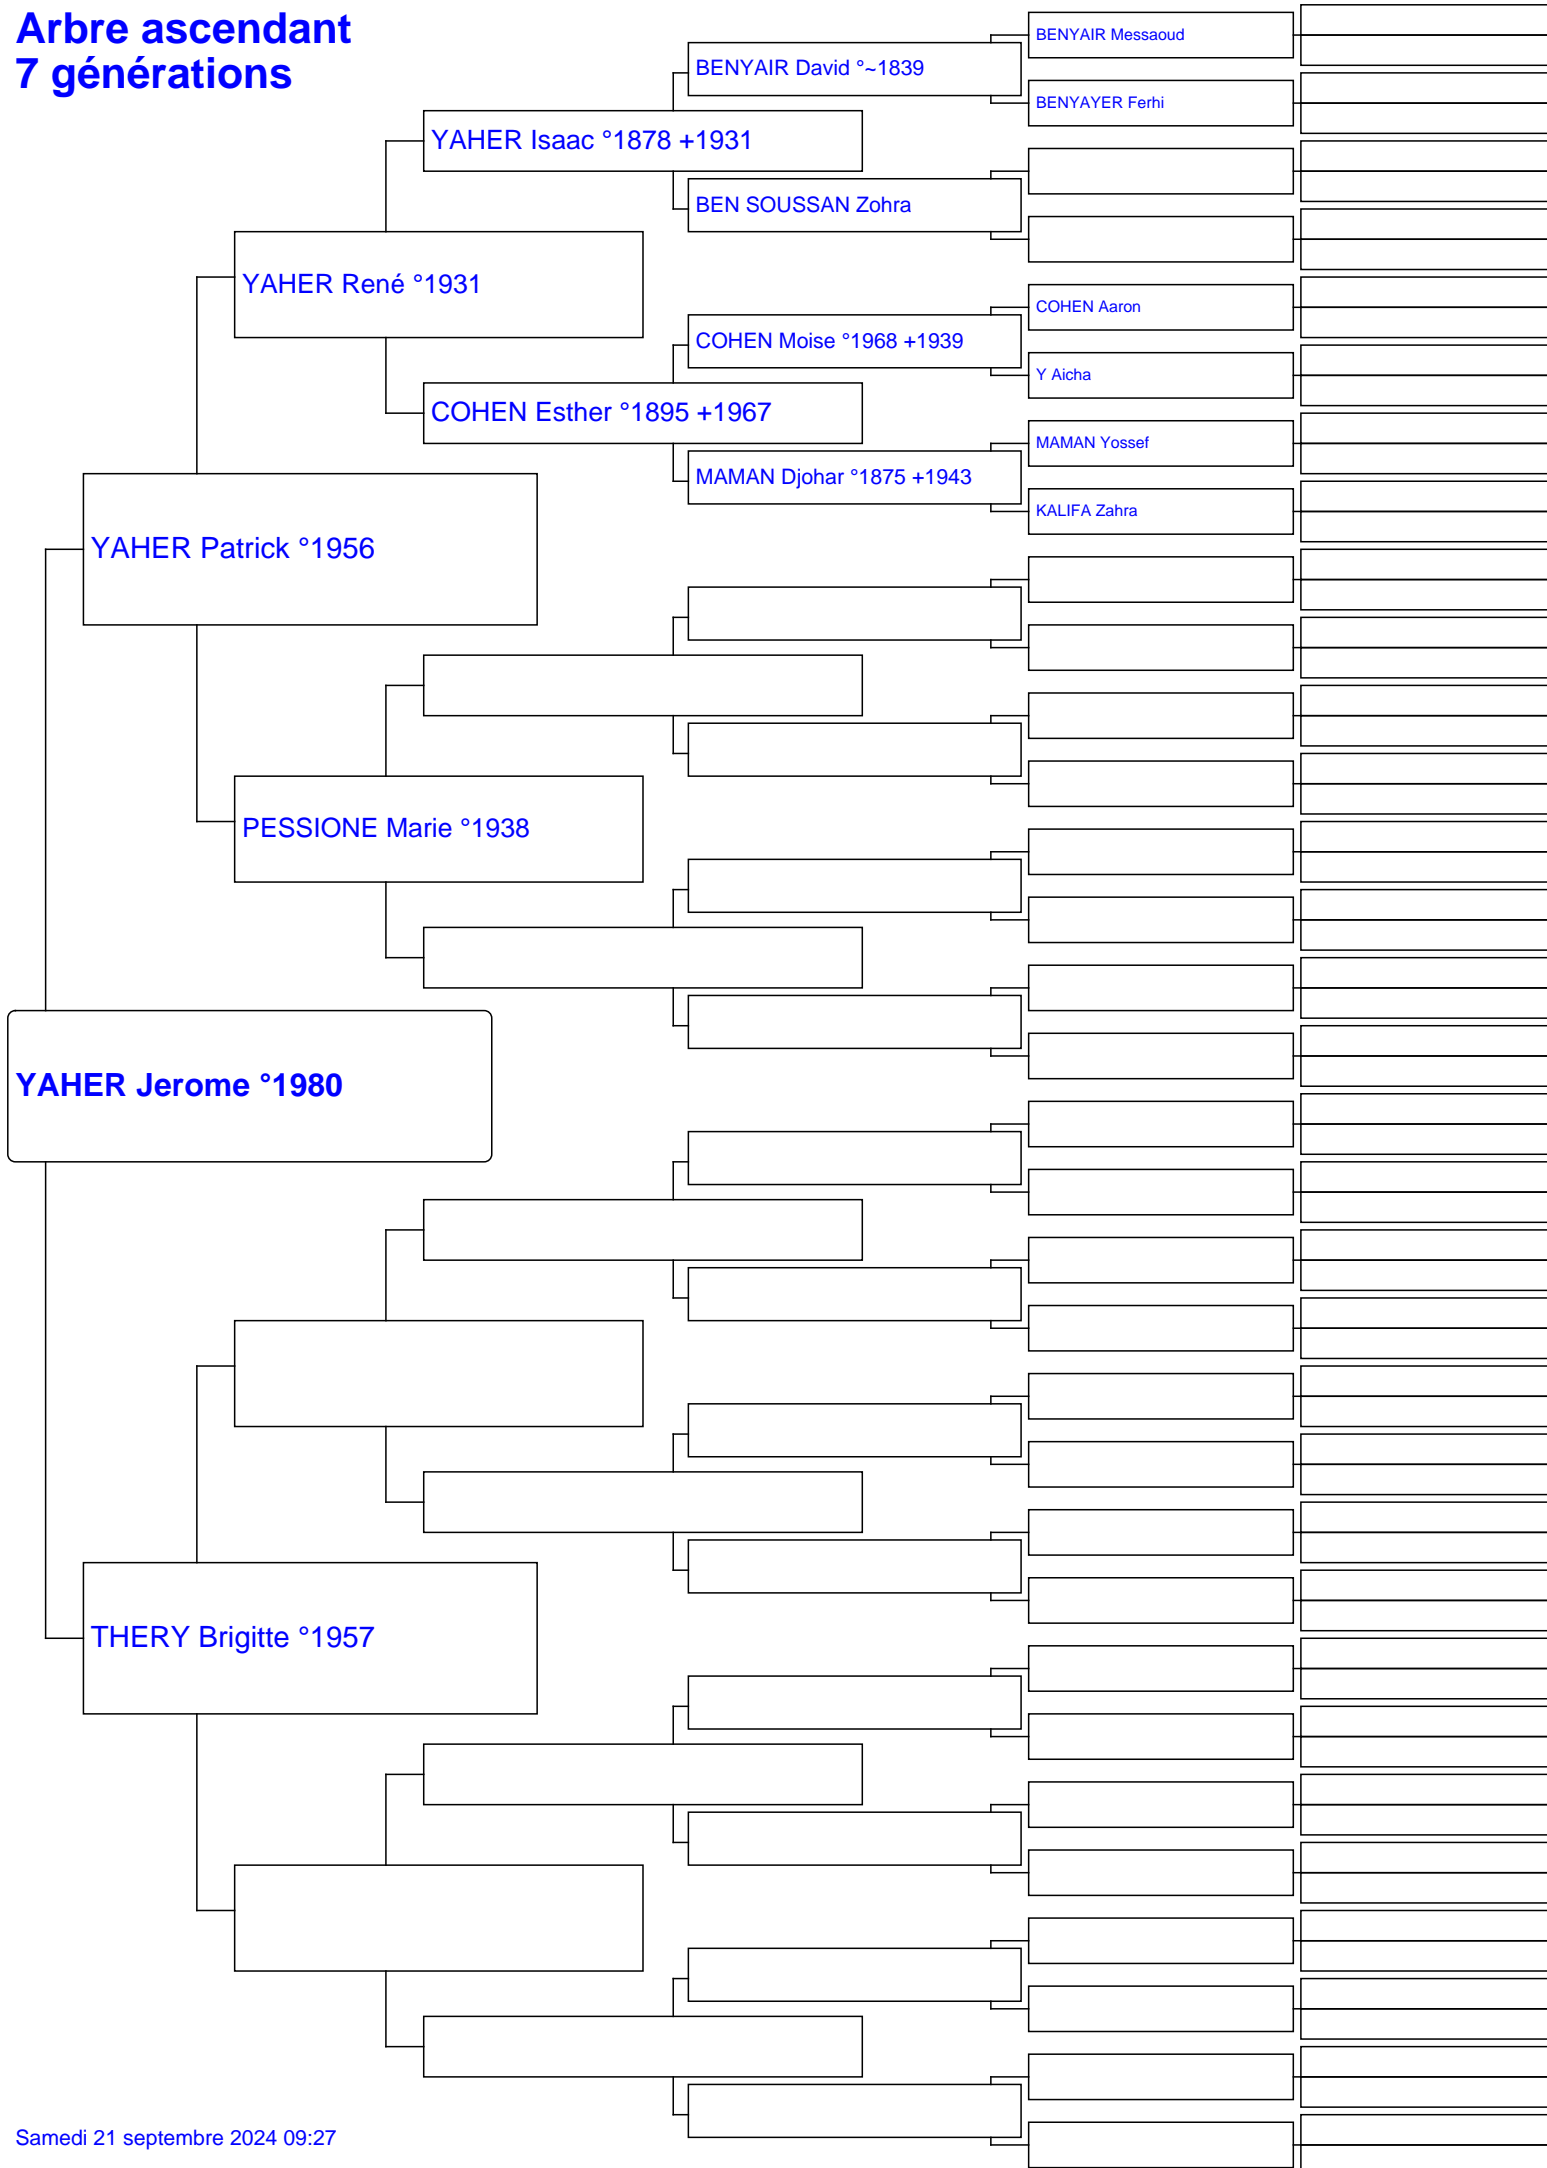 Arbre ascendant
7 générations
BENYAIR Messaoud
BENYAIR David °~1839
BENYAYER Ferhi
YAHER Isaac °1878 +1931
BEN SOUSSAN Zohra
YAHER René °1931
COHEN Aaron
COHEN Moise °1968 +1939
Y Aicha
COHEN Esther °1895 +1967
MAMAN Yossef
MAMAN Djohar °1875 +1943
KALIFA Zahra
YAHER Patrick °1956
PESSIONE Marie °1938
YAHER Jerome °1980
THERY Brigitte °1957
Samedi 21 septembre 2024 09:27